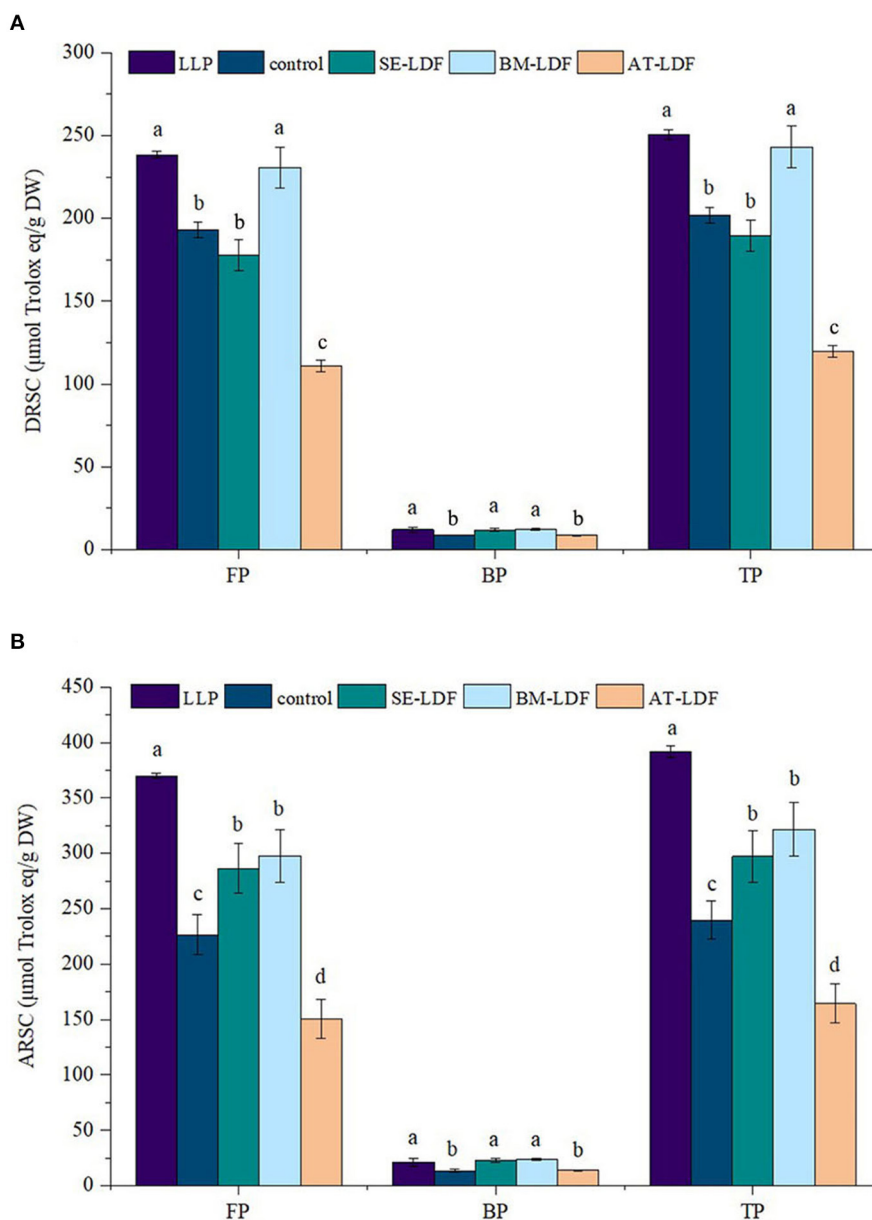 A
300
LLP control SE-LDF BM-LDF AT-LDF
a a a a
250
b b b b
200
150
c c
100
50
a b a a b
0
FP BP TP
DRSC (μmol Trolox eq/g DW)
B
450
LLP control SE-LDF BM-LDF AT-LDF
a a
400
350
b b b b
300
c c
250
200
d d
150
100
50
a b a a b
0
FP BP TP
ARSC (μmol Trolox eq/g DW)